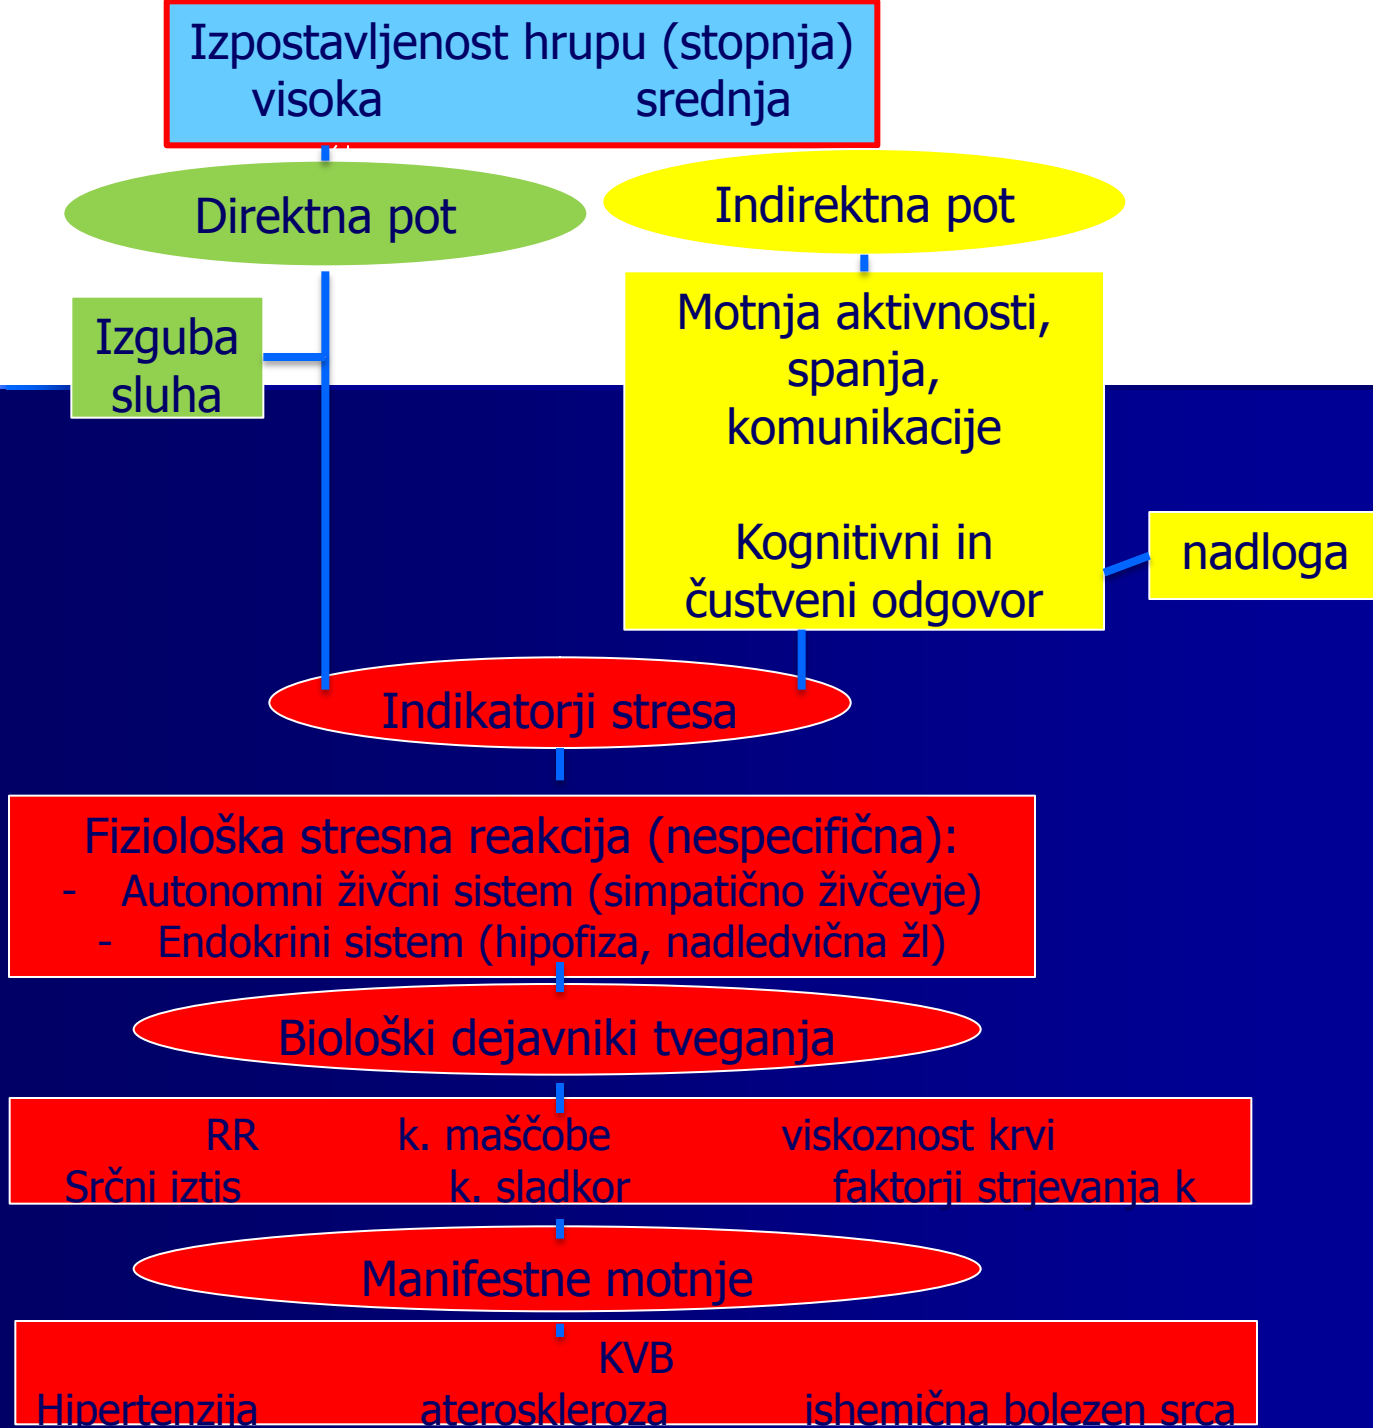 Izpostavljenost hrupu (stopnja)
visoka srednja
Direktna pot
Indirektna pot
Izguba
sluha
Motnja aktivnosti,
spanja,
komunikacije
Kognitivni in
čustveni odgovor
nadloga
Indikatorji stresa
Fiziološka stresna reakcija (nespecifična):
- Autonomni živčni sistem (simpatično živčevje)
- Endokrini sistem (hipofiza, nadledvična žl)
Biološki dejavniki tveganja
RR k. maščobe viskoznost krvi
Srčni iztis k. sladkor faktorji strjevanja k
Manifestne motnje
KVB
Hipertenzija ateroskleroza ishemična bolezen srca